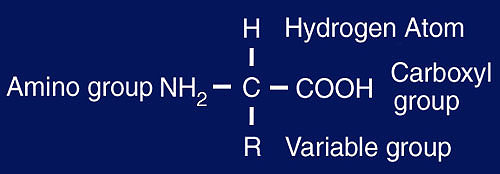 H Hydrogen Atom
Amino group NH₂ – C – COOH Carboxyl group
R Variable group